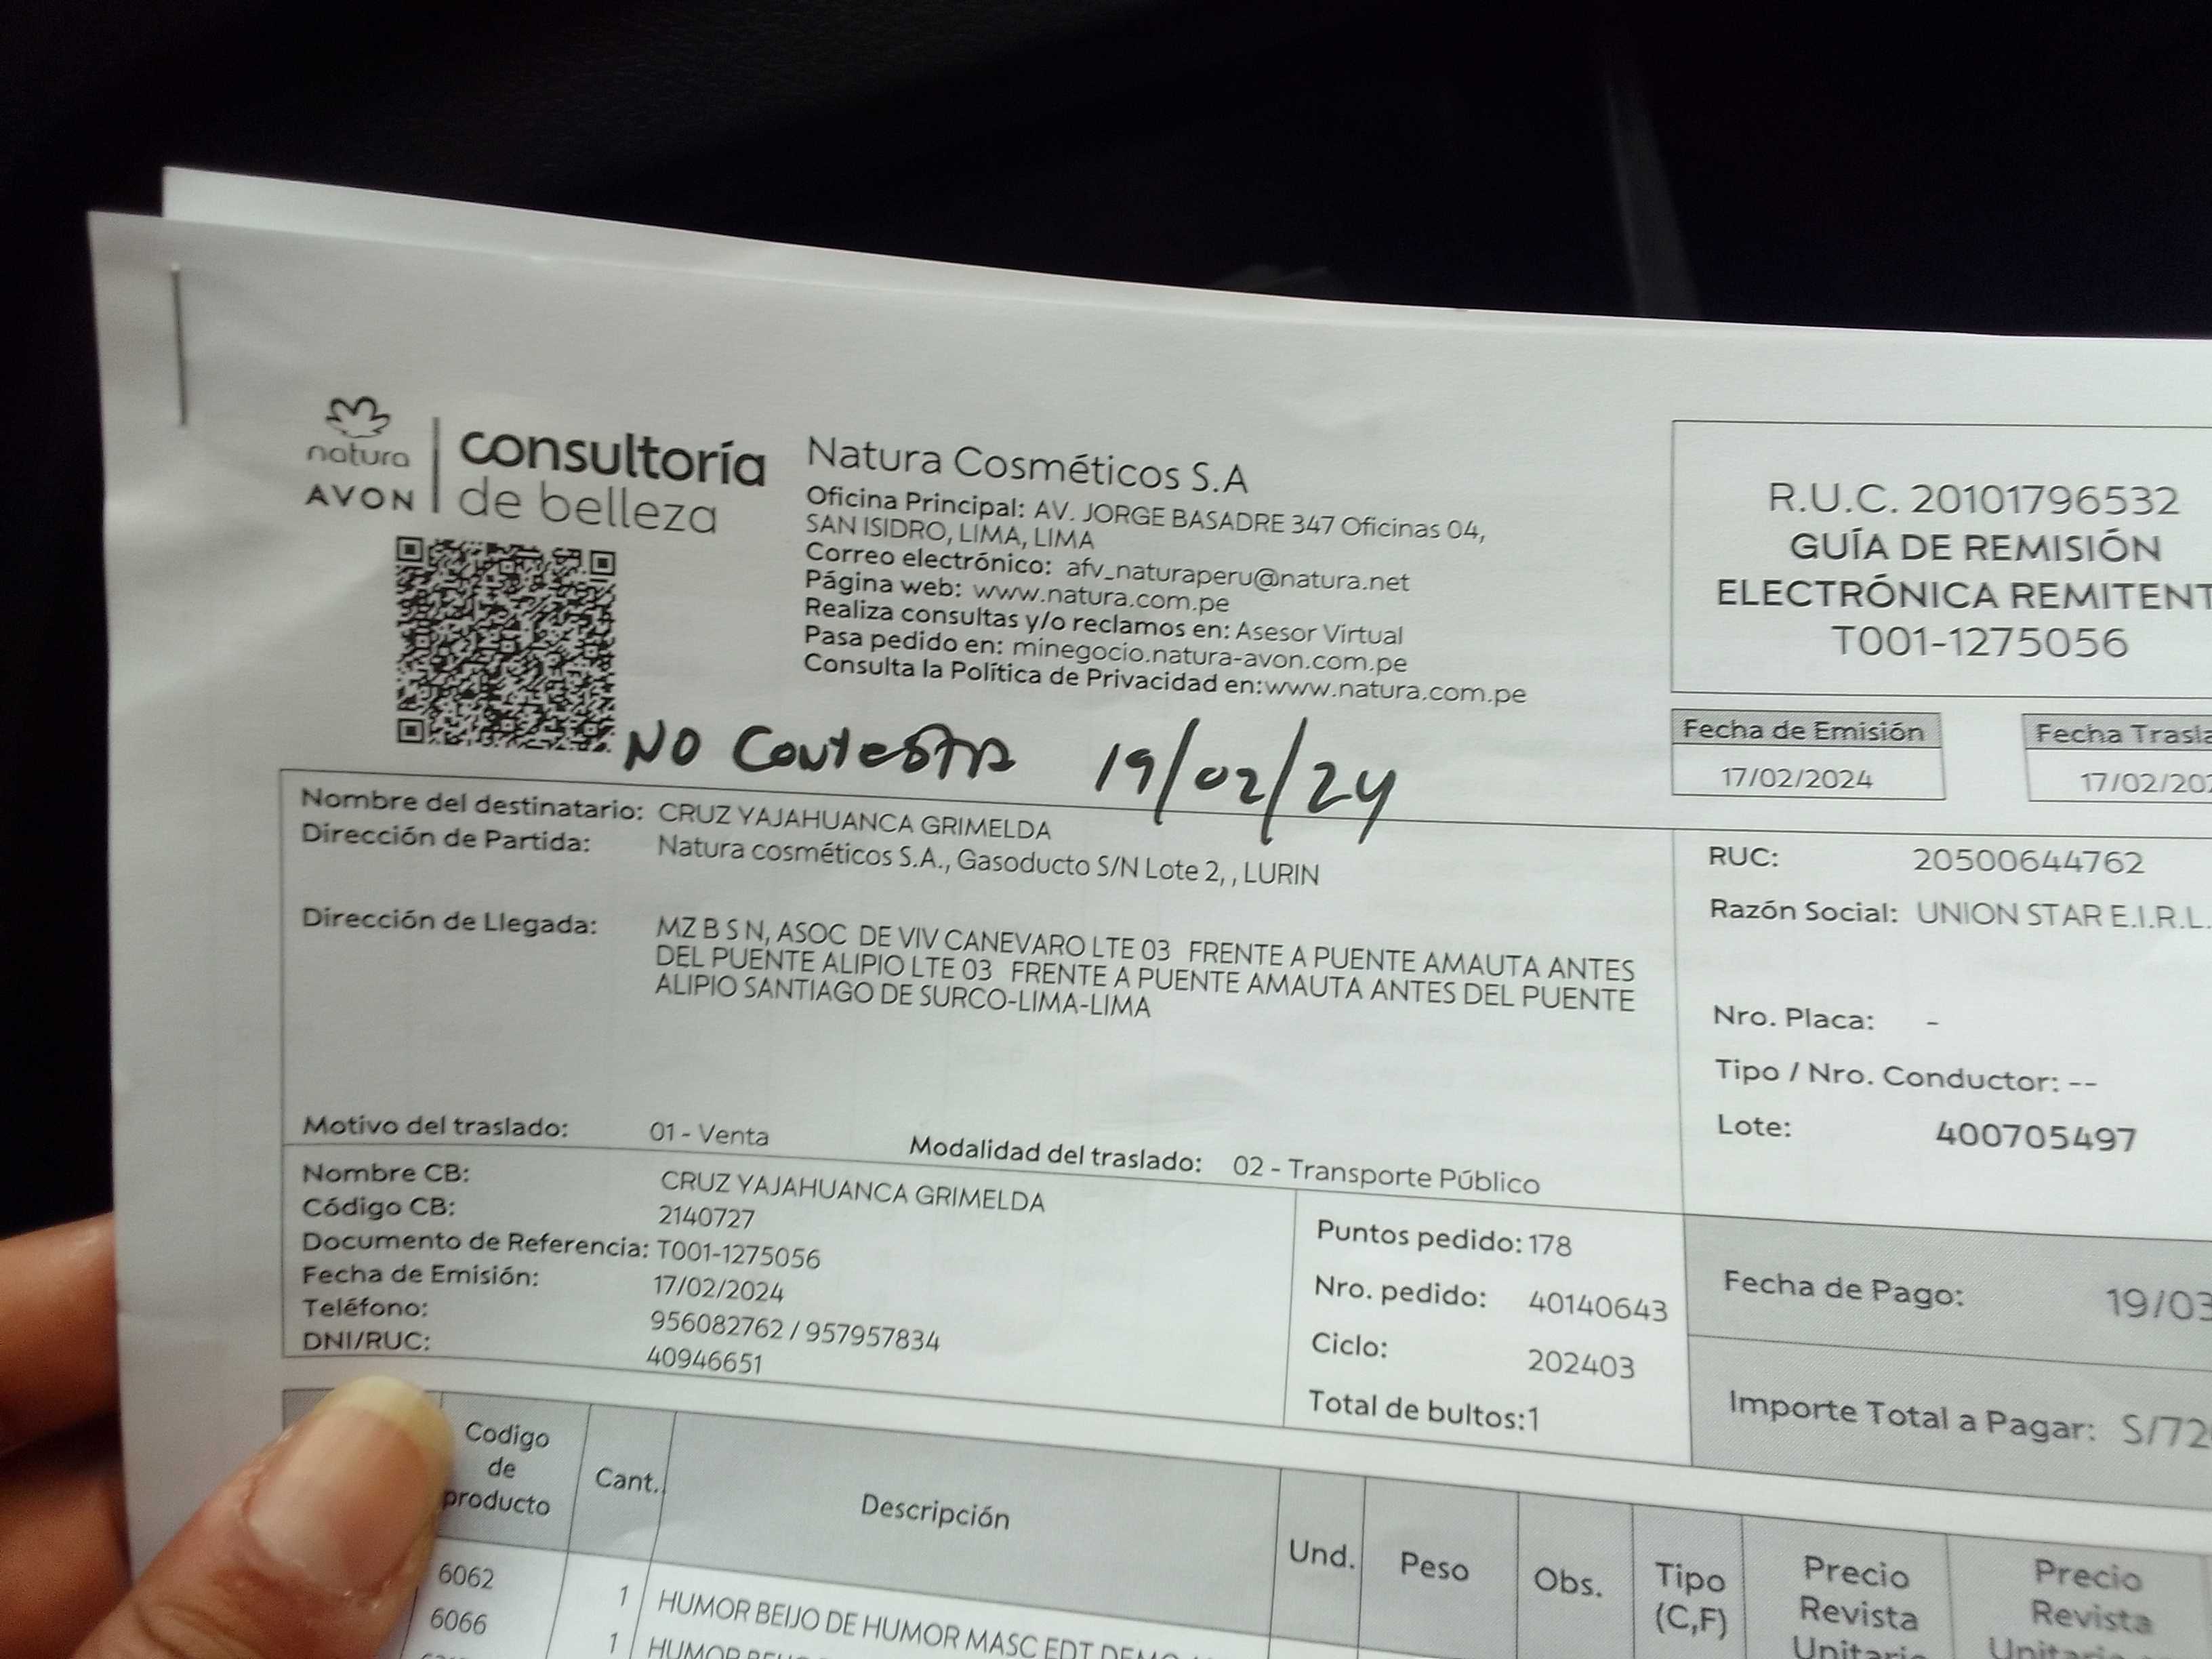 natura
AVON
consultoría
de belleza
Natura Cosméticos S.A
Oficina Principal: AV. JORGE BASADRE 347 Oficinas 04,
SAN ISIDRO, LIMA, LIMA
Correo electrónico: afv_naturaperu@natura.net
Página web: www.natura.com.pe
Realiza consultas y/o reclamos en: Asesor Virtual
Pasa pedido en: minegocio.natura-avon.com.pe
Consulta la Política de Privacidad en:www.natura.com.pe
R.U.C. 20101796532
GUÍA DE REMISIÓN
ELECTRÓNICA REMITENT
T001-1275056
NO Contesta 19/02/24
Fecha de Emisión
17/02/2024
Fecha Trasla
17/02/202
Nombre del destinatario: CRUZ YAJAHUANCA GRIMELDA
Dirección de Partida: Natura cosméticos S.A., Gasoducto S/N Lote 2, , LURIN
Dirección de Llegada: MZ B S N, ASOC DE VIV CANEVARO LTE 03 FRENTE A PUENTE AMAUTA ANTES
DEL PUENTE ALIPIO LTE 03 FRENTE A PUENTE AMAUTA ANTES DEL PUENTE
ALIPIO SANTIAGO DE SURCO-LIMA-LIMA
Motivo del traslado: 01 - Venta Modalidad del traslado: 02 - Transporte Público
RUC: 20500644762
Razón Social: UNION STAR E.I.R.L.
Nro. Placa: -
Tipo / Nro. Conductor: --
Lote: 400705497
Nombre CB: CRUZ YAJAHUANCA GRIMELDA
Código CB: 2140727
Documento de Referencia: T001-1275056
Fecha de Emisión: 17/02/2024
Teléfono: 956082762 / 957957834
DNI/RUC: 40946651
Puntos pedido: 178
Nro. pedido: 40140643
Ciclo: 202403
Total de bultos:1
Fecha de Pago: 19/03
Importe Total a Pagar: S/72
Codigo
de
producto
Cant.
Descripción
Und.
Peso
Obs.
Tipo
(C,F)
Precio
Revista
Unitario
Precio
Revista
6062 1 HUMOR BEIJO DE HUMOR MASC EDT DEMO
6066 1 HUMOR